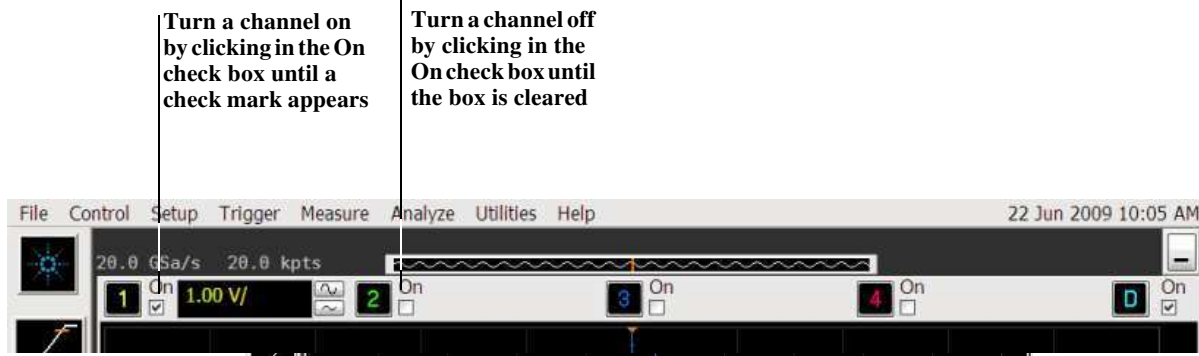 Turn a channel on
by clicking in the On
check box until a
check mark appears
Turn a channel off
by clicking in the
On check box until
the box is cleared
File Control Setup Trigger Measure Analyze Utilities Help 22 Jun 2009 10:05 AM
20.0 GSa/s 20.0 kpts
1 On 1.00 V/ 2 On 3 On 4 On D On